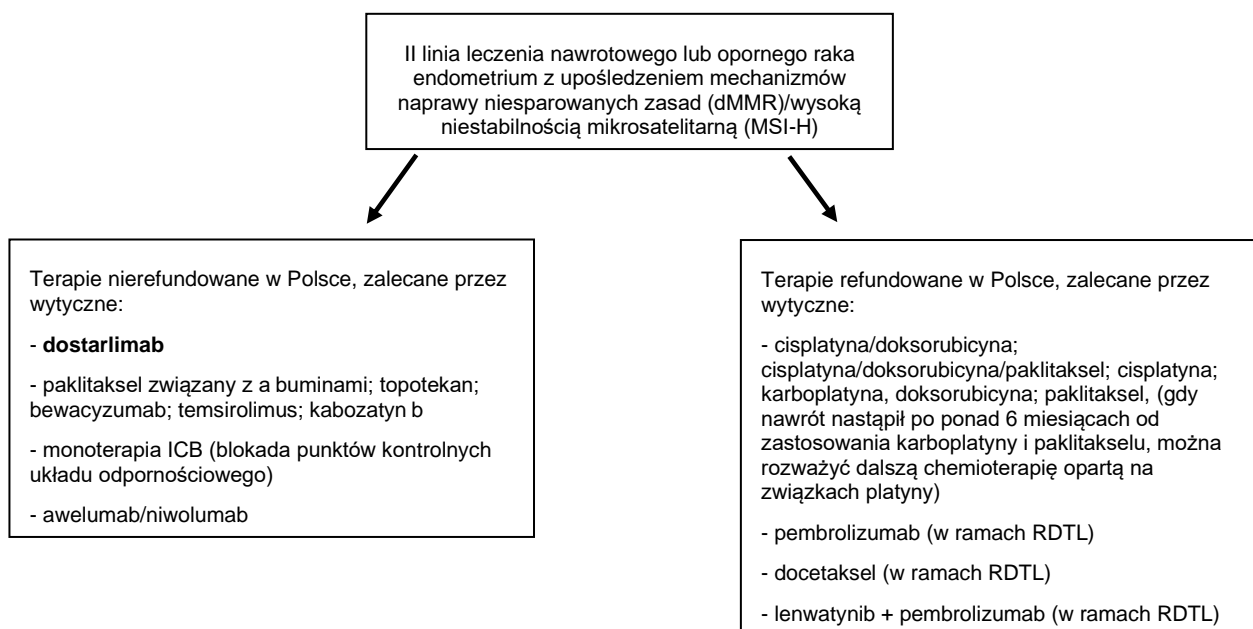 II linia leczenia nawrotowego lub opornego raka
endometrium z upośledzeniem mechanizmów
naprawy niesparowanych zasad (dMMR)/wysoką
niestabilnością mikrosatelitarną (MSI-H)
Terapie nierefundowane w Polsce, zalecane przez
wytyczne:
- dostarlimab
- paklitaksel związany z a buminami; topotekan;
bewacyzumab; temsirolimus; kabozatyn b
- monoterapia ICB (blokada punktów kontrolnych
układu odpornościowego)
- awelumab/niwolumab
Terapie refundowane w Polsce, zalecane przez
wytyczne:
- cisplatyna/doksorubicyna;
cisplatyna/doksorubicyna/paklitaksel; cisplatyna;
karboplatyna, doksorubicyna; paklitaksel, (gdy
nawrót nastąpił po ponad 6 miesiącach od
zastosowania karboplatyny i paklitakselu, można
rozważyć dalszą chemioterapię opartą na
związkach platyny)
- pembrolizumab (w ramach RDTL)
- docetaksel (w ramach RDTL)
- lenwatynib + pembrolizumab (w ramach RDTL)